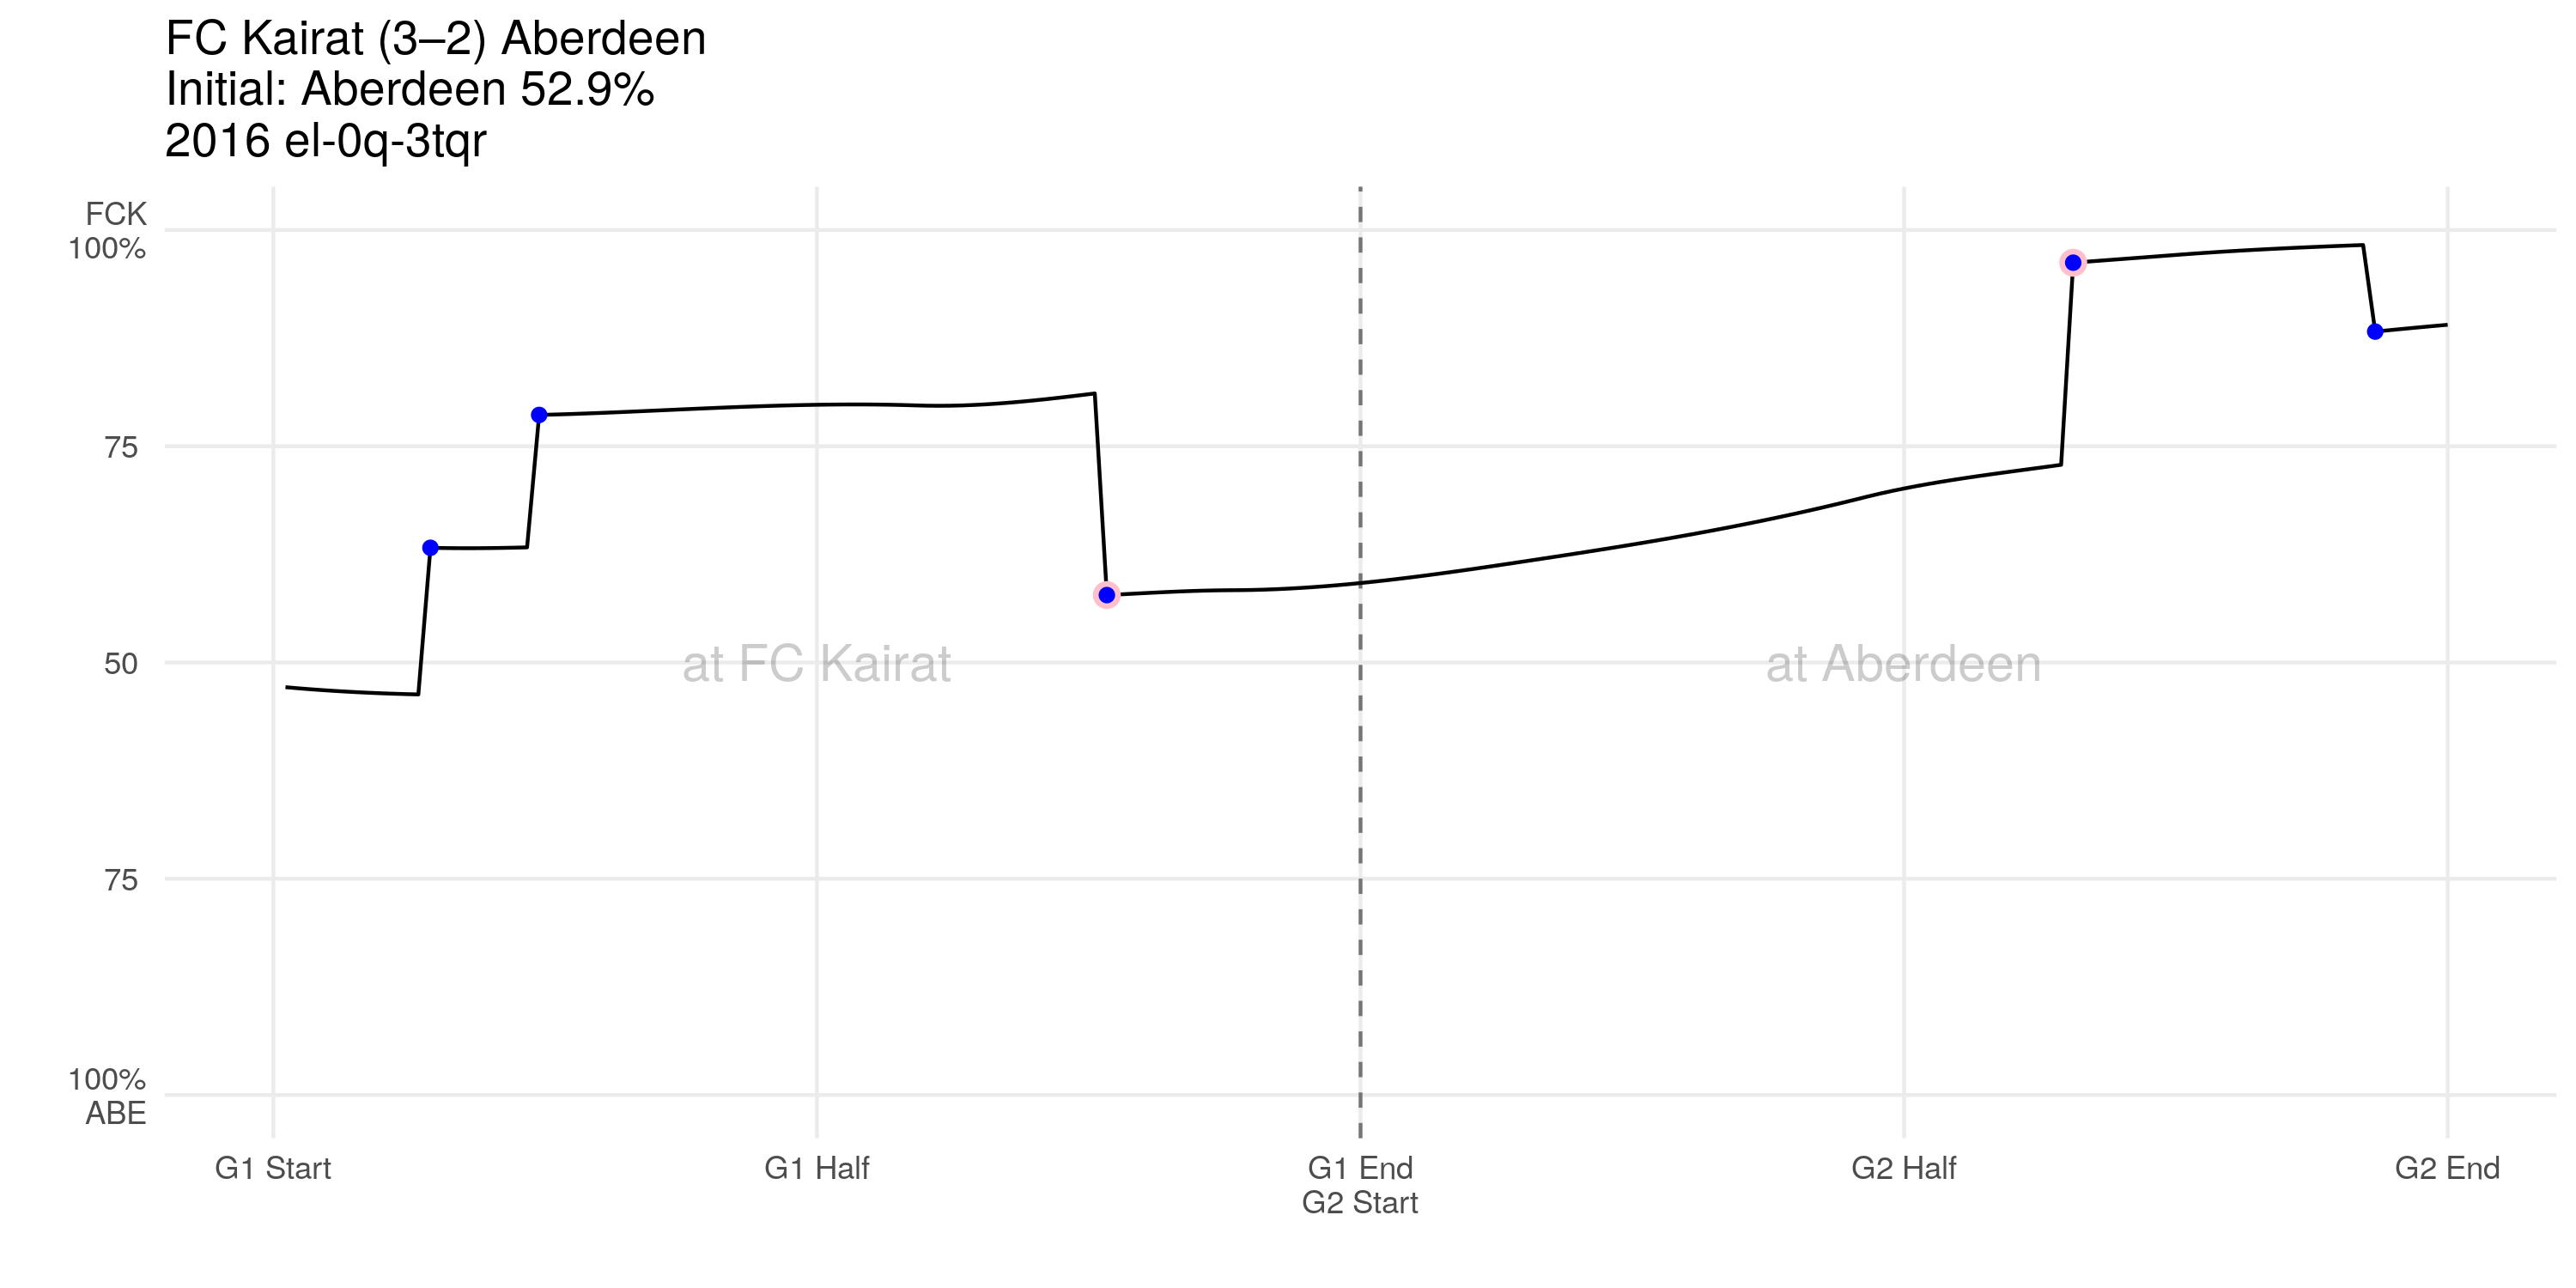 FC Kairat (3–2) Aberdeen
Initial: Aberdeen 52.9%
2016 el-0q-3tqr
FCK
100%
75
50
75
100%
ABE
at FC Kairat
at Aberdeen
G1 Start
G1 Half
G1 End
G2 Start
G2 Half
G2 End